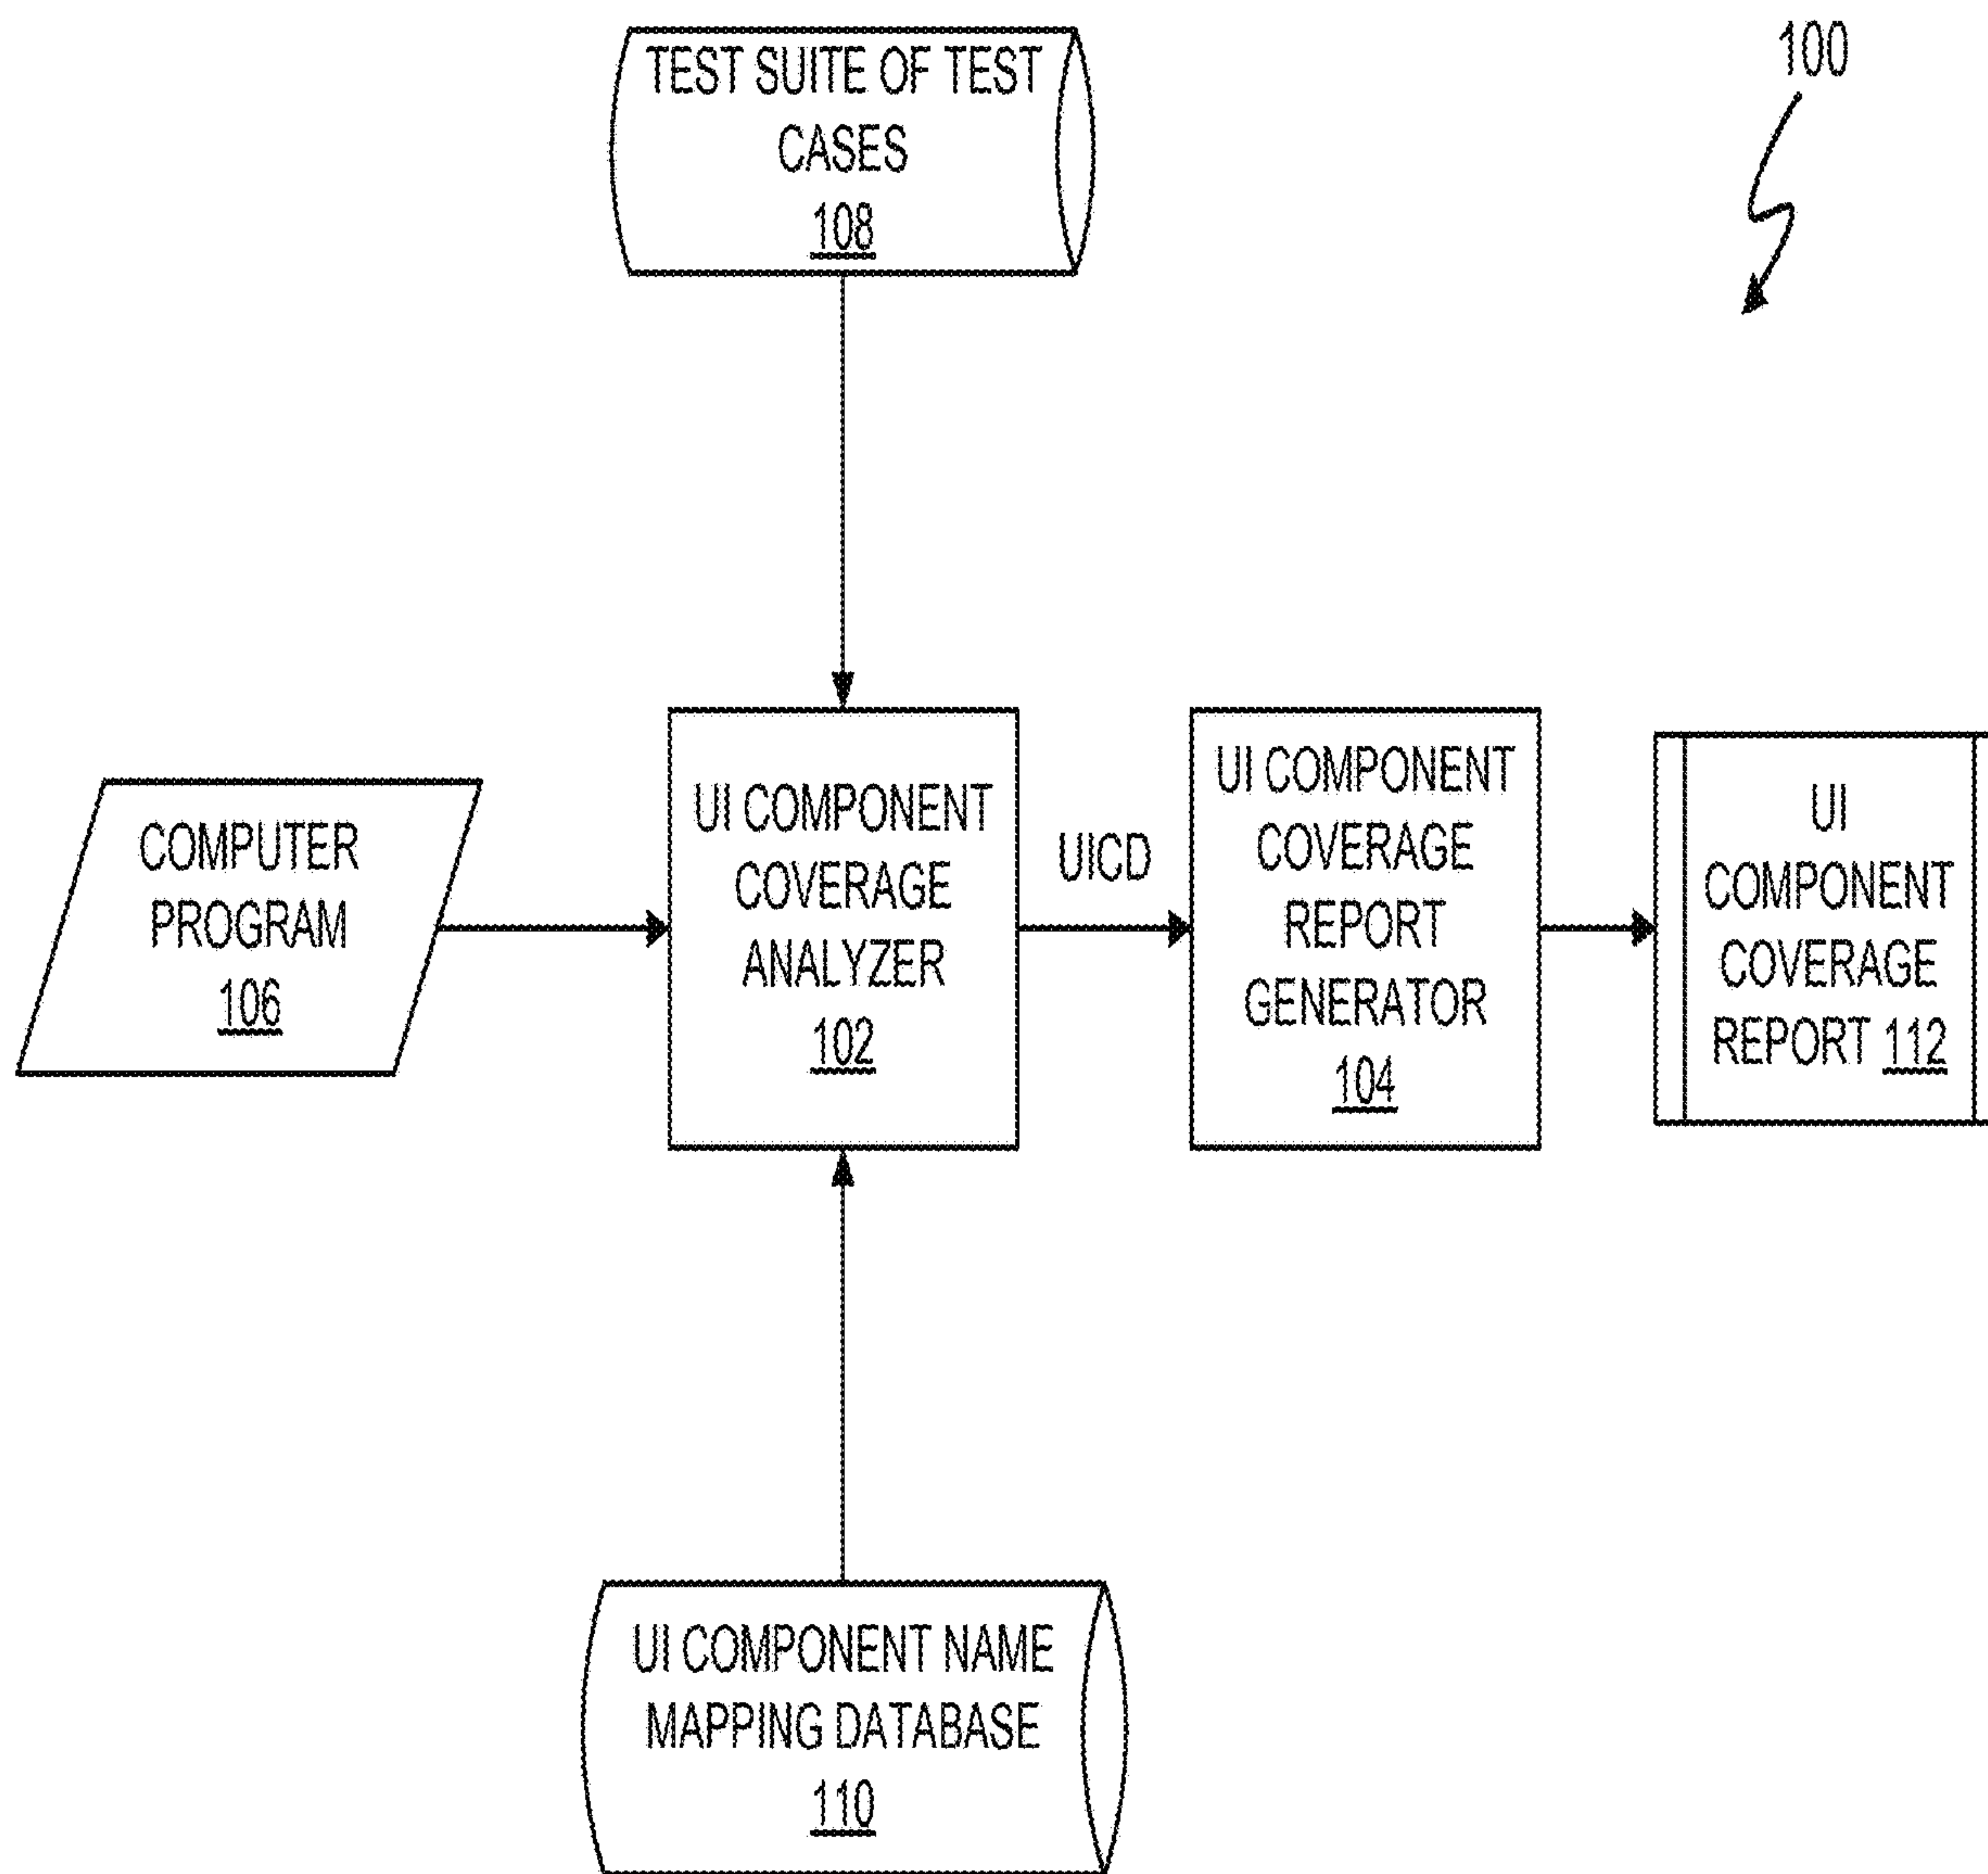 100
TEST SUITE OF TEST
CASES
108
COMPUTER
PROGRAM
106
UI COMPONENT
COVERAGE
ANALYZER
102
UICD
UI COMPONENT
COVERAGE
REPORT
GENERATOR
104
UI
COMPONENT
COVERAGE
REPORT 112
UI COMPONENT NAME
MAPPING DATABASE
110